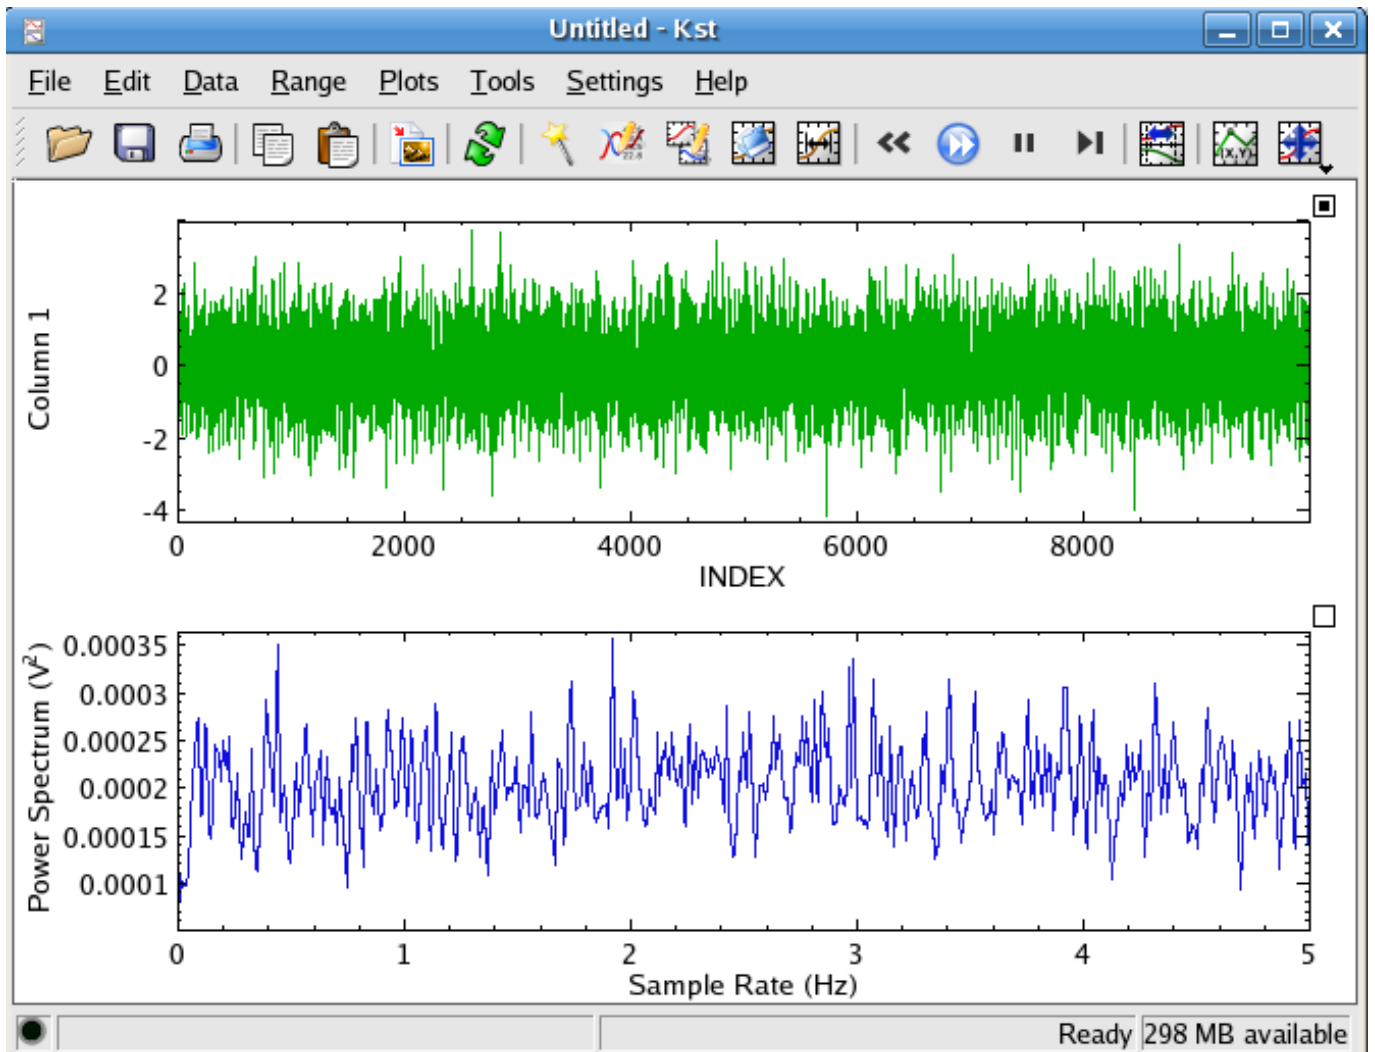 Untitled - Kst
File Edit Data Range Plots Tools Settings Help
22.8
(X,Y)
2
0
-2
-4
Column 1
0 2000 4000 6000 8000
INDEX
0.00035
0.0003
0.00025
0.0002
0.00015
0.0001
Power Spectrum (V²)
0 1 2 3 4 5
Sample Rate (Hz)
Ready 298 MB available